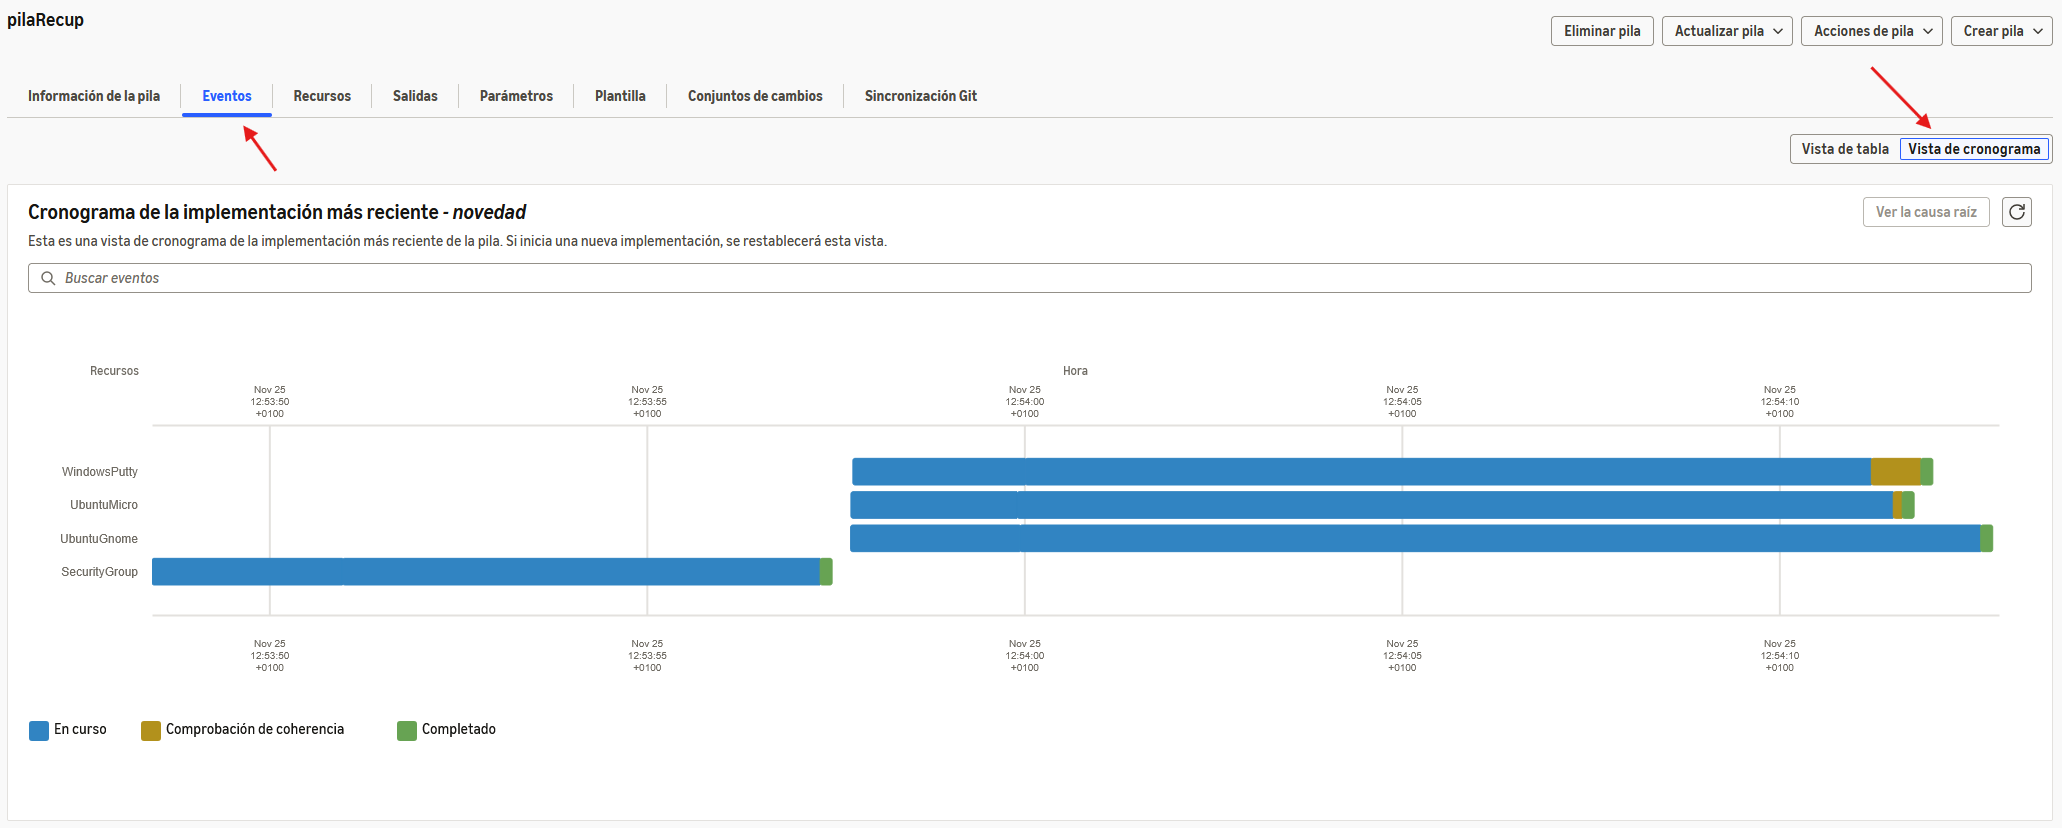 pilaRecup
Eliminar pila
Actualizar pila
Acciones de pila
Crear pila
Información de la pila
Eventos
Recursos
Salidas
Parámetros
Plantilla
Conjuntos de cambios
Sincronización Git
Vista de tabla
Vista de cronograma
Cronograma de la implementación más reciente - novedad
Ver la causa raíz
Esta es una vista de cronograma de la implementación más reciente de la pila. Si inicia una nueva implementación, se restablecerá esta vista.
Buscar eventos
Recursos
Hora
Nov 25
12:53:50
+0100
Nov 25
12:53:55
+0100
Nov 25
12:54:00
+0100
Nov 25
12:54:05
+0100
Nov 25
12:54:10
+0100
WindowsPutty
UbuntuMicro
UbuntuGnome
SecurityGroup
Nov 25
12:53:50
+0100
Nov 25
12:53:55
+0100
Nov 25
12:54:00
+0100
Nov 25
12:54:05
+0100
Nov 25
12:54:10
+0100
En curso
Comprobación de coherencia
Completado